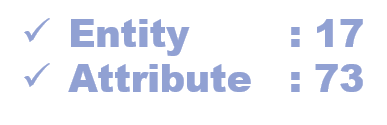 ✓ Entity : 17
✓ Attribute : 73